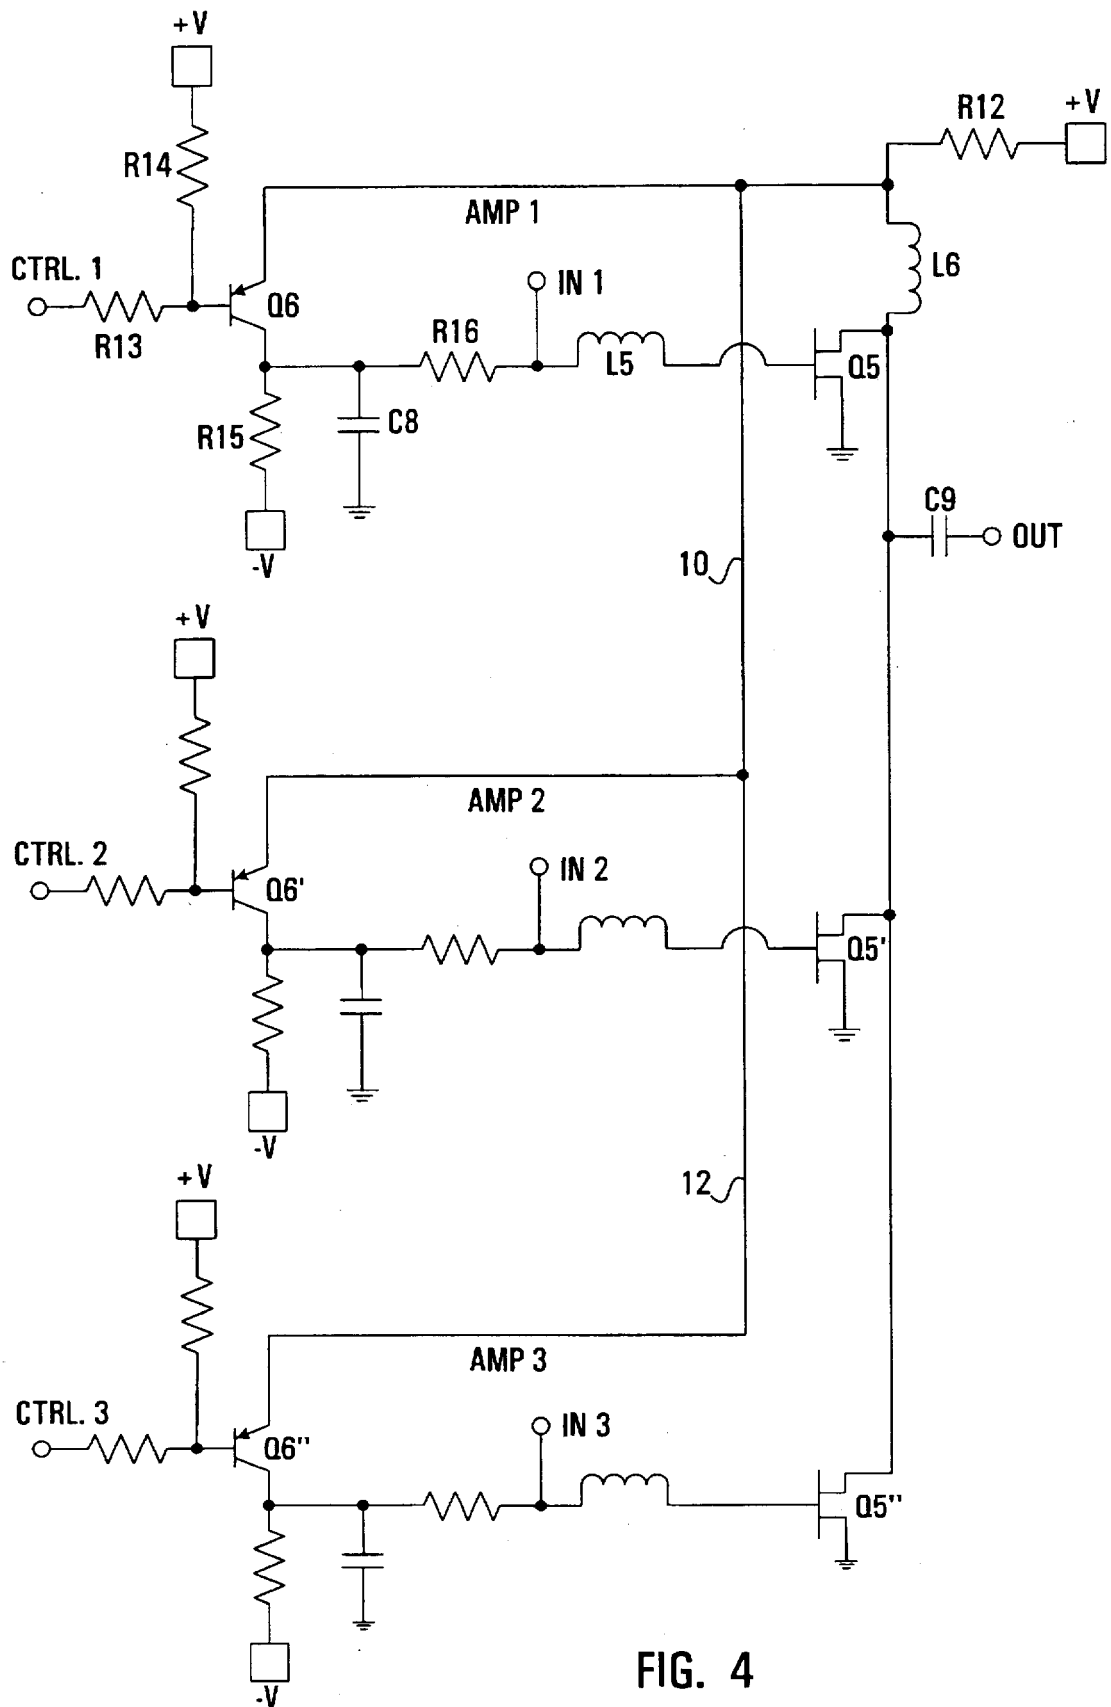 +V
R12
+V
R14
AMP 1
CTRL. 1
R13
Q6
IN 1
L6
R16
L5
Q5
R15
C8
-V
C9
OUT
10
+V
AMP 2
CTRL. 2
Q6'
IN 2
Q5'
-V
+V
12
AMP 3
CTRL. 3
Q6"
IN 3
Q5"
-V
FIG. 4